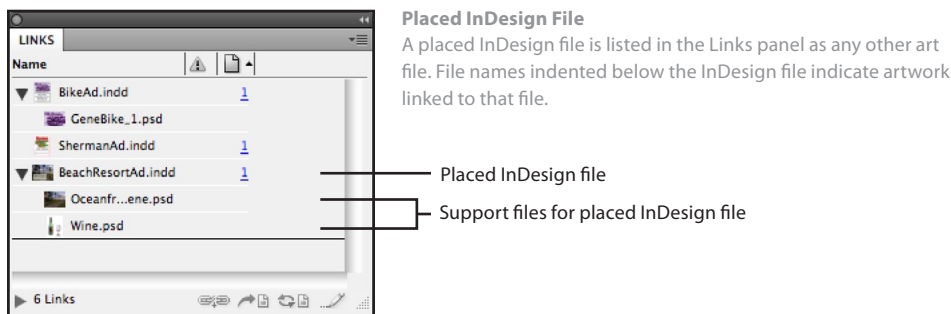 LINKS
Name
BikeAd.indd 1
GeneBike_1.psd
ShermanAd.indd 1
BeachResortAd.indd 1
Oceanfr...ene.psd
Wine.psd
6 Links
Placed InDesign File
A placed InDesign file is listed in the Links panel as any other art
file. File names indented below the InDesign file indicate artwork
linked to that file.
Placed InDesign file
Support files for placed InDesign file